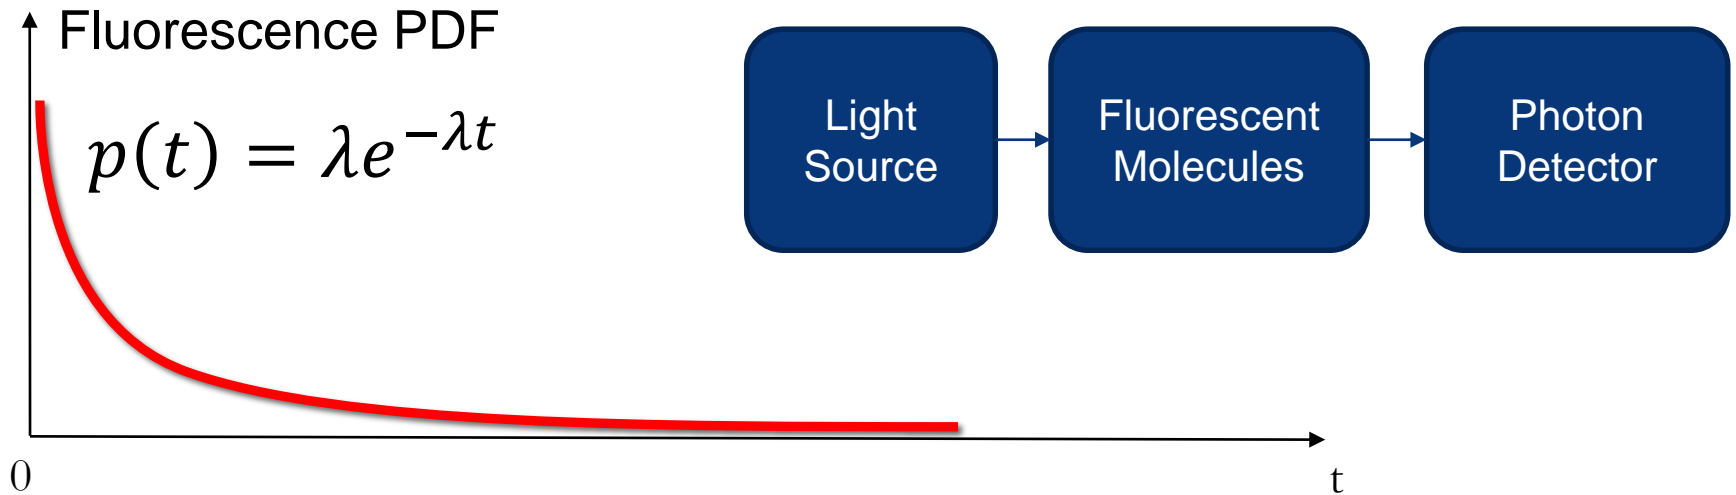 Fluorescence PDF
p(t) = λe^{−λt}
0
t
Light
Source
Fluorescent
Molecules
Photon
Detector